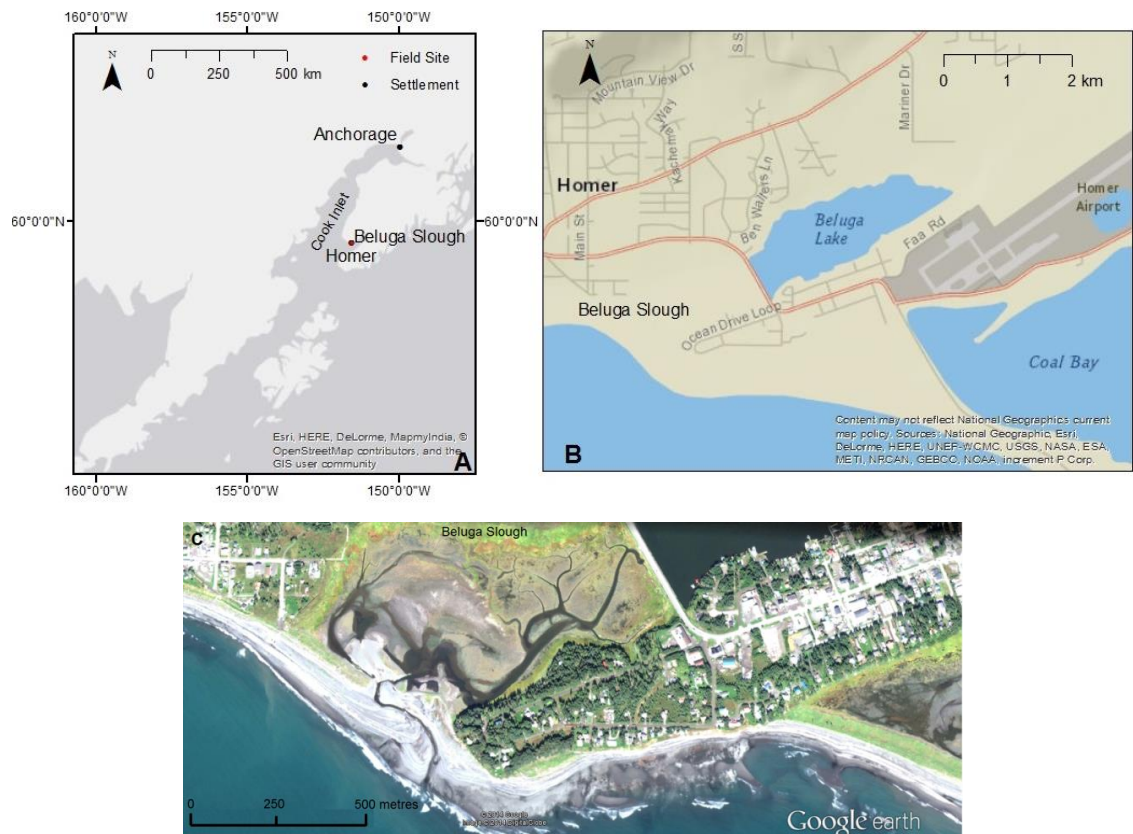 160°0'0"W
155°0'0"W
150°0'0"W
N
0 250 500 km
Field Site
Settlement
Anchorage
60°0'0"N
60°0'0"N
Cook Inlet
Beluga Slough
Homer
Esri, HERE, DeLorme, MapmyIndia, ©
OpenStreetMap contributors, and the
GIS user community
A
160°0'0"W
155°0'0"W
150°0'0"W
N
0 1 2 km
Mountain View Dr
SS
Kachemak Way
Mariner Dr
Homer
Ben Walters Ln
Main St
Beluga
Lake
Faa Rd
Homer
Airport
Beluga Slough
Ocean Drive Loop
Coal Bay
Content may not reflect National Geographic's current
map policy. Sources: National Geographic, Esri,
DeLorme, HERE, UNEP-WCMC, USGS, NASA, ESA,
METI, NRCAN, GEBCO, NOAA, increment P Corp.
B
C
Beluga Slough
0 250 500 metres
Google earth